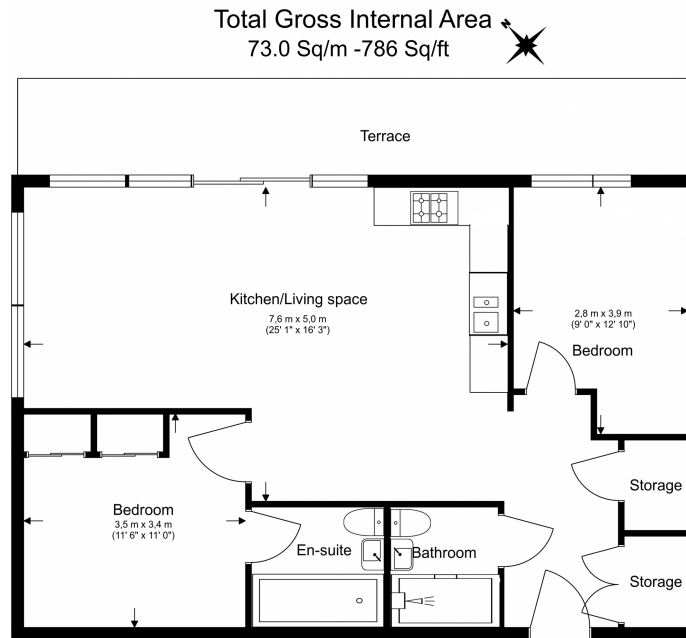 Total Gross Internal Area
N
73.0 Sq/m -786 Sq/ft
Terrace
Kitchen/Living space
7,6 m x 5,0 m
(25' 1" x 16' 3")
2,8 m x 3,9 m
(9' 0" x 12' 10")
Bedroom
Bedroom
3,5 m x 3,4 m
(11' 6" x 11' 0")
En-suite
Bathroom
Storage
Storage